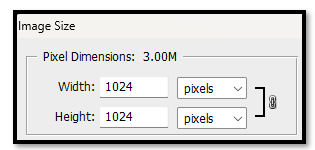 Image Size
Pixel Dimensions: 3.00M
Width: 1024 pixels
Height: 1024 pixels